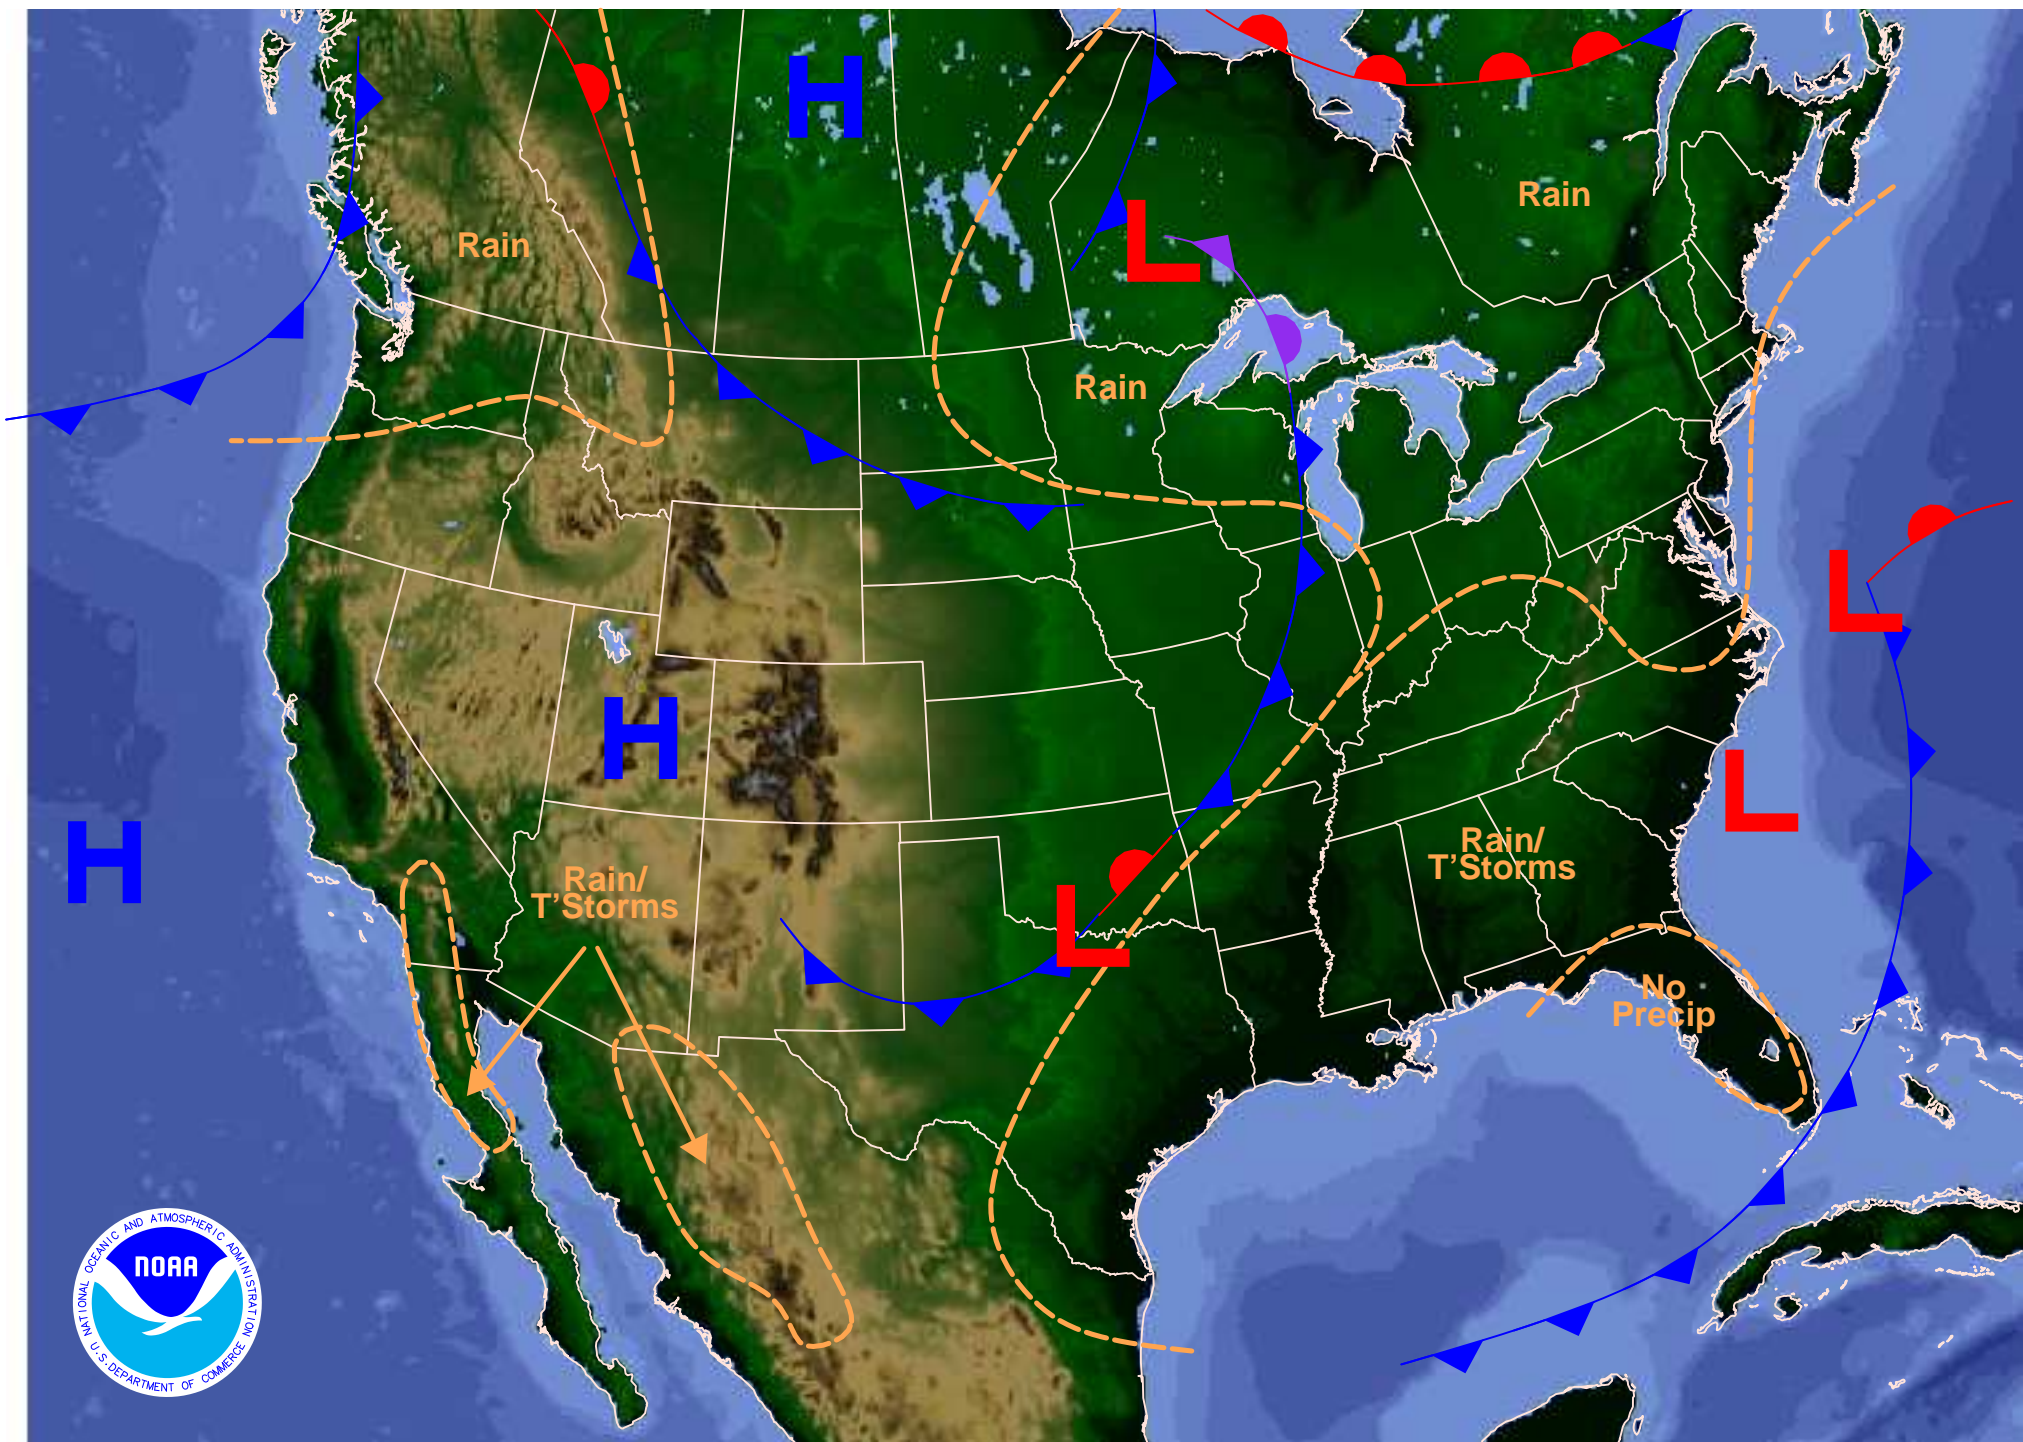 H
L
Rain
Rain
Rain
L
H
L
H
Rain/
T'Storms
Rain/
T'Storms
L
No
Precip
NOAA
NATIONAL OCEANIC AND ATMOSPHERIC ADMINISTRATION
U.S. DEPARTMENT OF COMMERCE